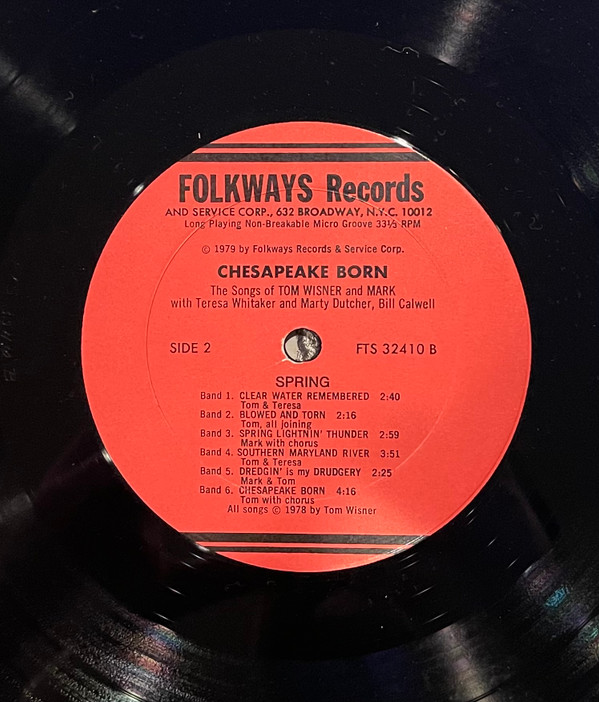 FOLKWAYS Records
AND SERVICE CORP., 632 BROADWAY, N.Y.C. 10012
Long Playing Non-Breakable Micro Groove 33⅓ RPM
© 1979 by Folkways Records & Service Corp.
CHESAPEAKE BORN
The Songs of TOM WISNER and MARK
with Teresa Whitaker and Marty Dutcher, Bill Calwell
SIDE 2 FTS 32410 B
SPRING
Band 1. CLEAR WATER REMEMBERED 2:40
Tom & Teresa
Band 2. BLOWED AND TORN 2:16
Tom, all joining
Band 3. SPRING LIGHTNIN' THUNDER 2:59
Mark with chorus
Band 4. SOUTHERN MARYLAND RIVER 3:51
Tom & Teresa
Band 5. DREDGIN' is my DRUDGERY 2:25
Mark & Tom
Band 6. CHESAPEAKE BORN 4:16
Tom with chorus
All songs © 1978 by Tom Wisner